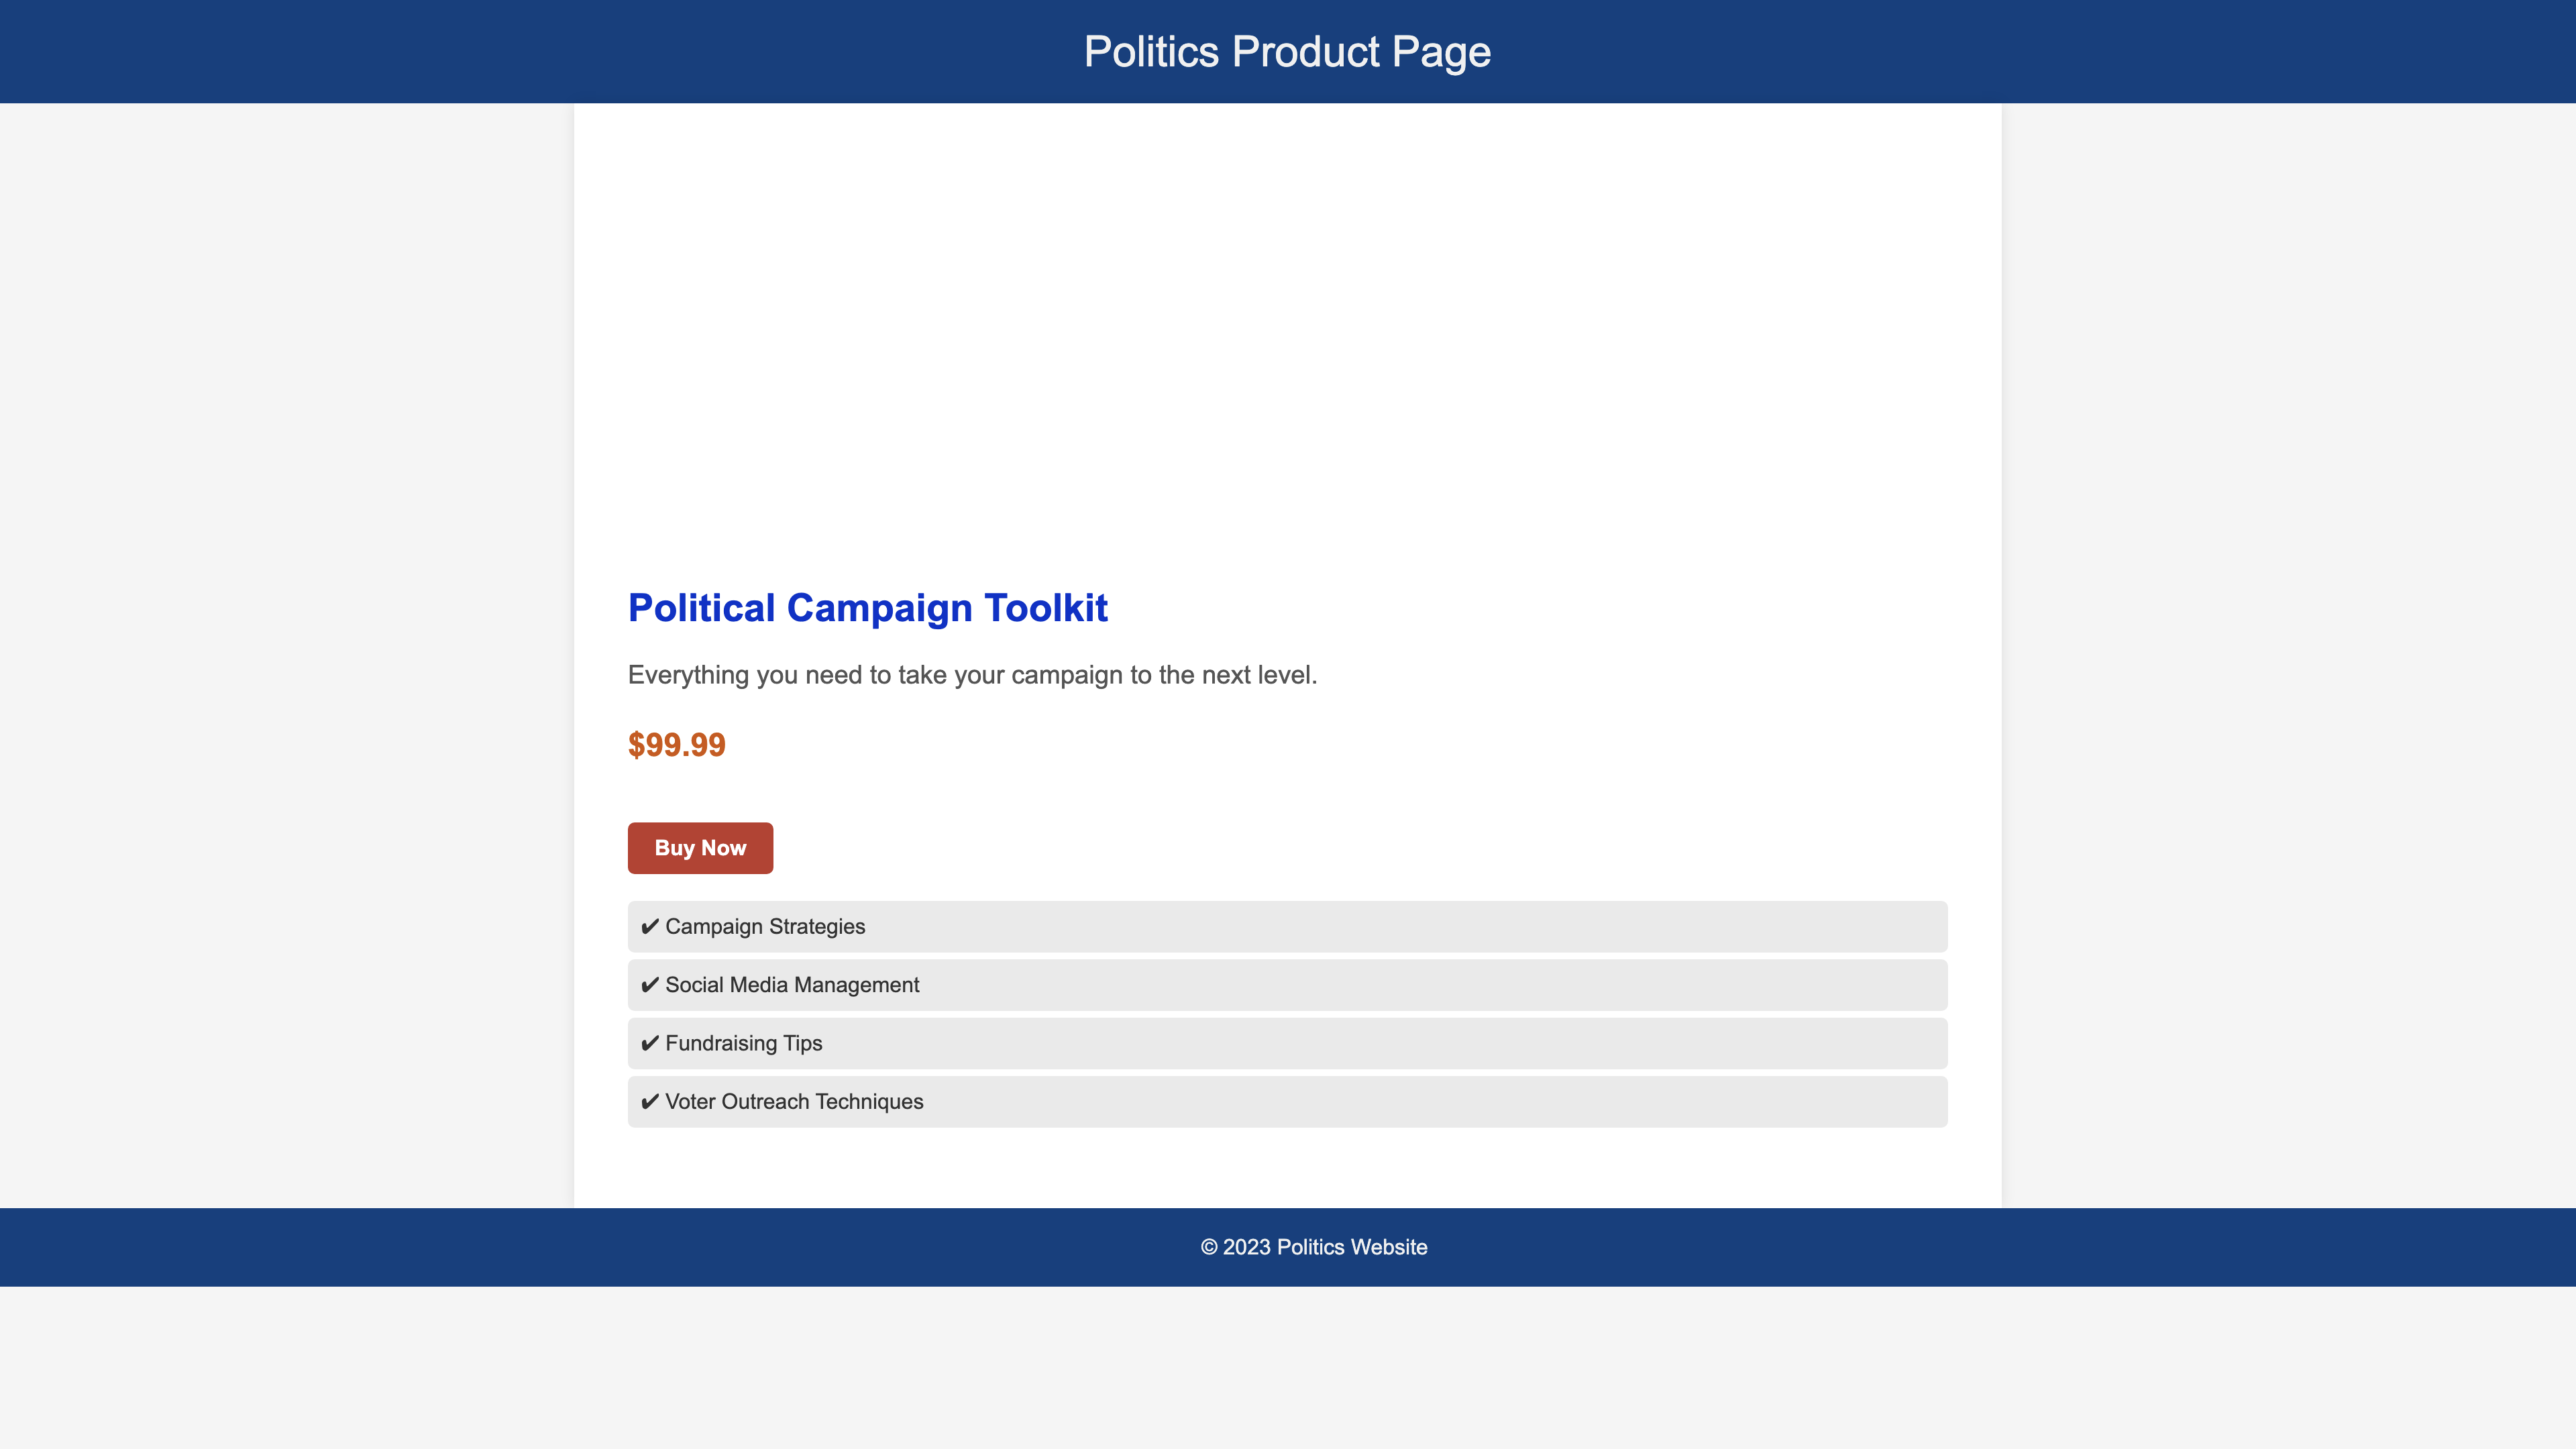 Politics Product Page
Political Campaign Toolkit
Everything you need to take your campaign to the next level.
$99.99
Buy Now
✔ Campaign Strategies
✔ Social Media Management
✔ Fundraising Tips
✔ Voter Outreach Techniques
© 2023 Politics Website